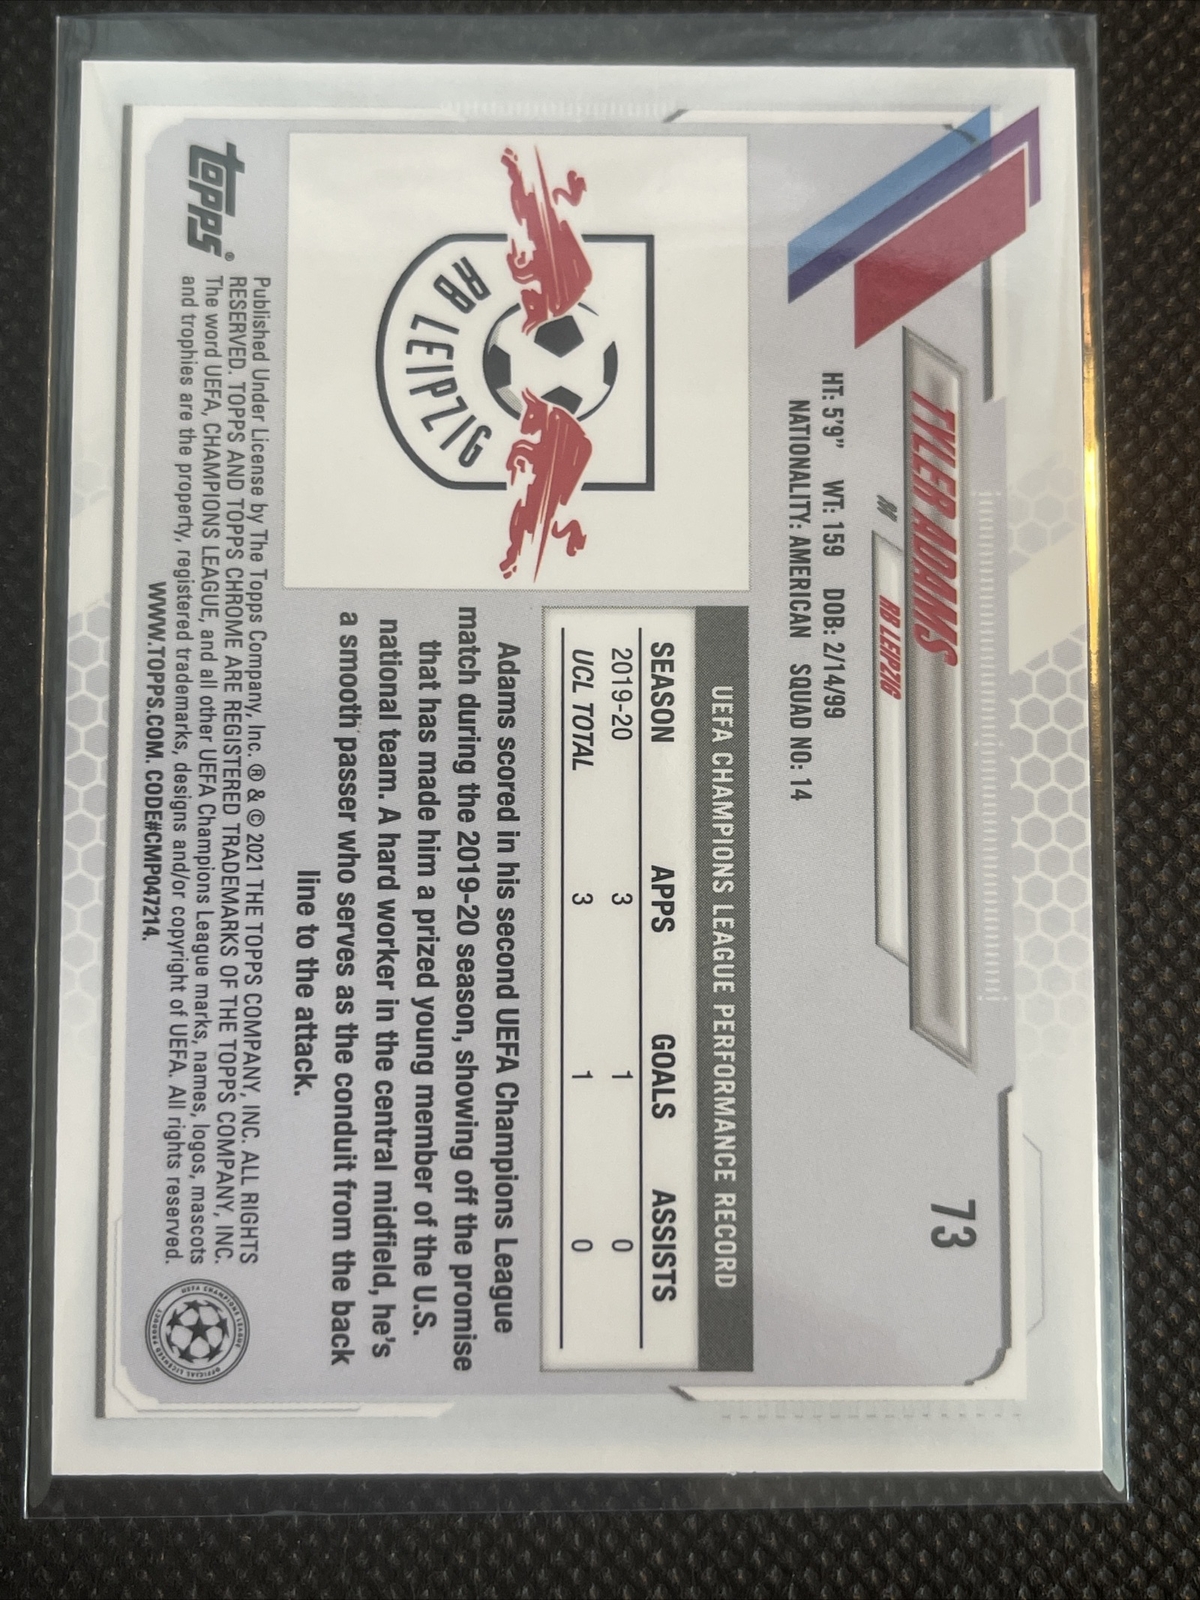 73
TYLER ADAMS
M RB LEIPZIG
HT: 5'9" WT: 159 DOB: 2/14/99
NATIONALITY: AMERICAN SQUAD NO: 14
RB LEIPZIG
UEFA CHAMPIONS LEAGUE PERFORMANCE RECORD
SEASON APPS GOALS ASSISTS
2019-20 3 1 0
UCL TOTAL 3 1 0
Adams scored in his second UEFA Champions League
match during the 2019-20 season, showing off the promise
that has made him a prized young member of the U.S.
national team. A hard worker in the central midfield, he's
a smooth passer who serves as the conduit from the back
line to the attack.
TOPPS®
Published Under License by The Topps Company, Inc. ® & © 2021 THE TOPPS COMPANY, INC. ALL RIGHTS
RESERVED. TOPPS AND TOPPS CHROME ARE REGISTERED TRADEMARKS OF THE TOPPS COMPANY, INC.
The word UEFA, CHAMPIONS LEAGUE, and all other UEFA Champions League marks, names, logos, mascots
and trophies are the property, registered trademarks, designs and/or copyright of UEFA. All rights reserved.
WWW.TOPPS.COM. CODE#CMP047214.
UEFA CHAMPIONS LEAGUE
OFFICIAL LICENSED PRODUCT